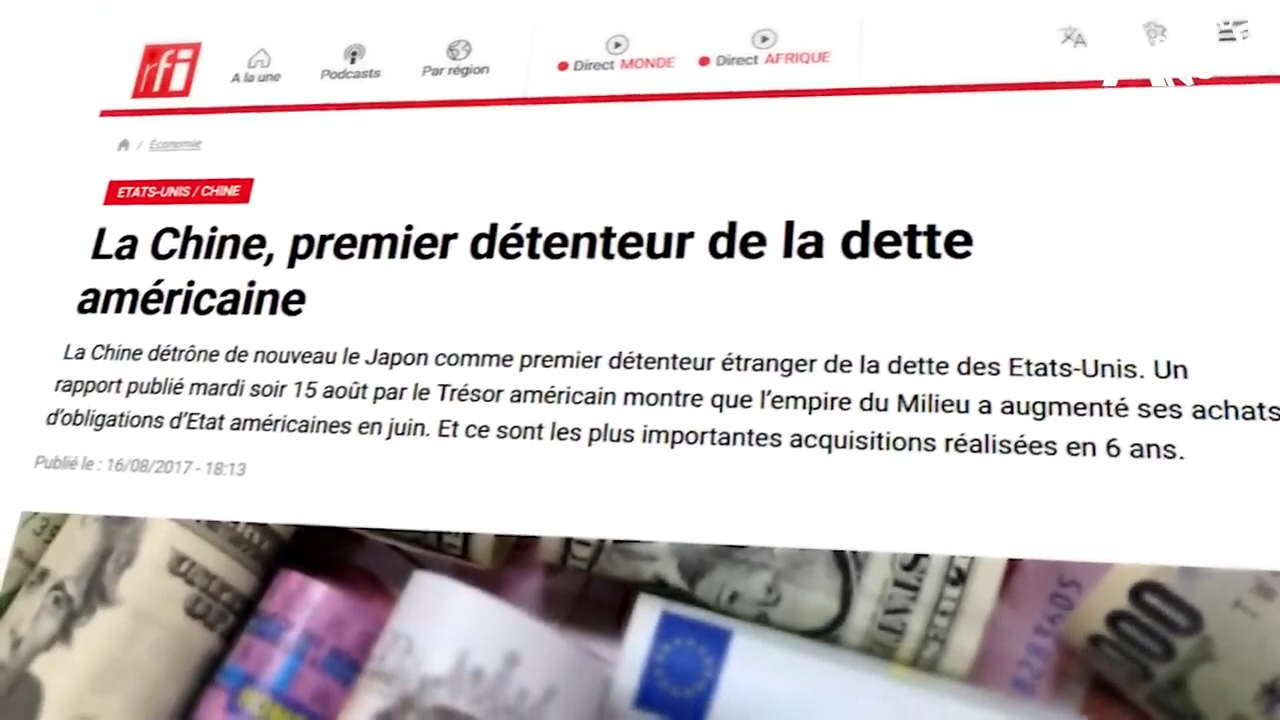 rfi
A la une
Podcasts
Par région
Direct MONDE
Direct AFRIQUE
/ Économie
ETATS-UNIS / CHINE
La Chine, premier détenteur de la dette
américaine
La Chine détrône de nouveau le Japon comme premier détenteur étranger de la dette des Etats-Unis. Un
rapport publié mardi soir 15 août par le Trésor américain montre que l'empire du Milieu a augmenté ses achats
d'obligations d'Etat américaines en juin. Et ce sont les plus importantes acquisitions réalisées en 6 ans.
Publié le : 16/08/2017 - 18:13